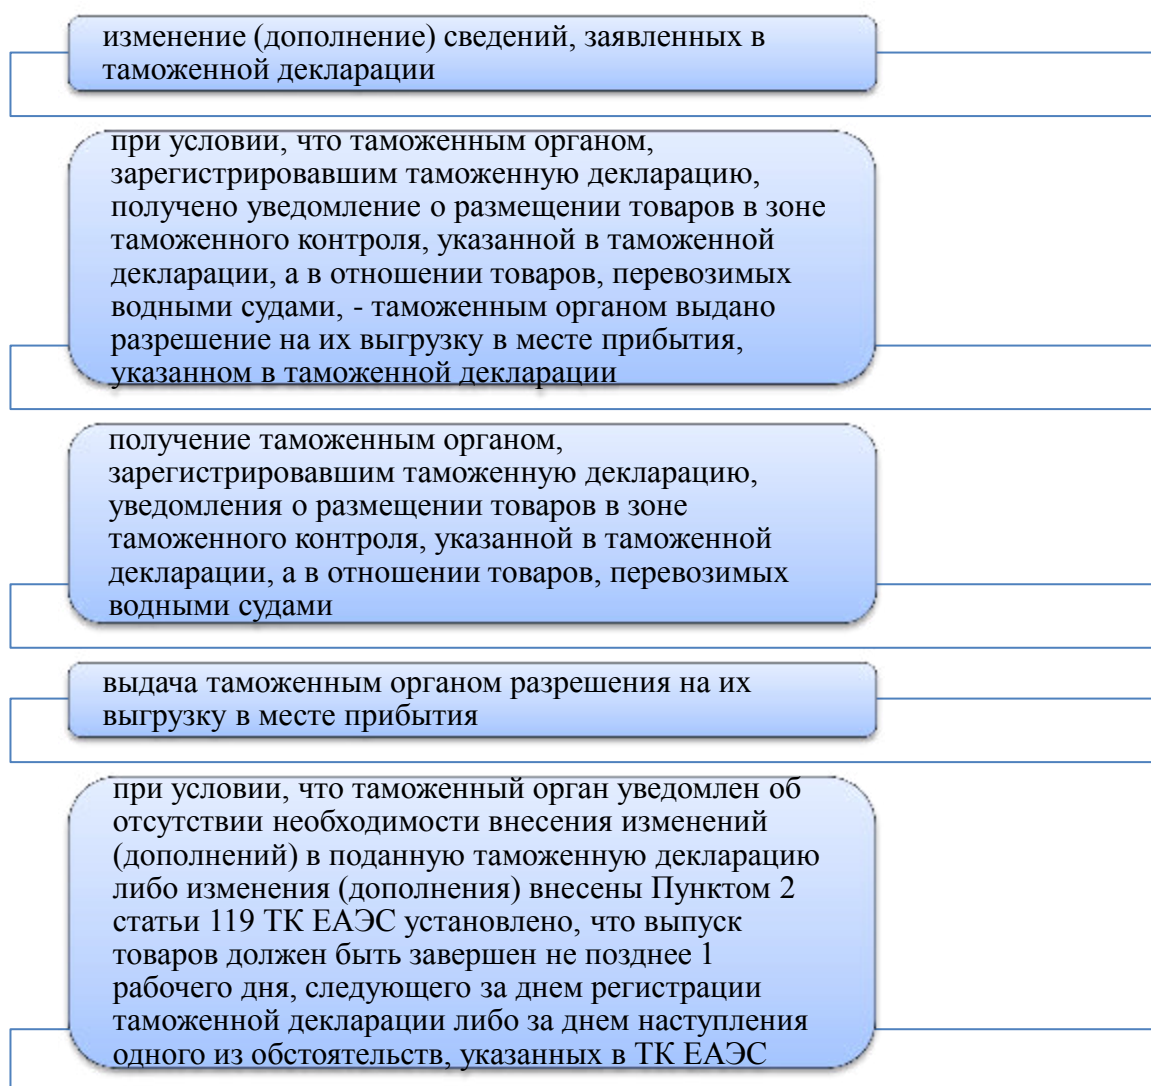 изменение (дополнение) сведений, заявленных в
таможенной декларации
при условии, что таможенным органом,
зарегистрировавшим таможенную декларацию,
получено уведомление о размещении товаров в зоне
таможенного контроля, указанной в таможенной
декларации, а в отношении товаров, перевозимых
водными судами, - таможенным органом выдано
разрешение на их выгрузку в месте прибытия,
указанном в таможенной декларации
получение таможенным органом,
зарегистрировавшим таможенную декларацию,
уведомления о размещении товаров в зоне
таможенного контроля, указанной в таможенной
декларации, а в отношении товаров, перевозимых
водными судами
выдача таможенным органом разрешения на их
выгрузку в месте прибытия
при условии, что таможенный орган уведомлен об
отсутствии необходимости внесения изменений
(дополнений) в поданную таможенную декларацию
либо изменения (дополнения) внесены Пунктом 2
статьи 119 ТК ЕАЭС установлено, что выпуск
товаров должен быть завершен не позднее 1
рабочего дня, следующего за днем регистрации
таможенной декларации либо за днем наступления
одного из обстоятельств, указанных в ТК ЕАЭС